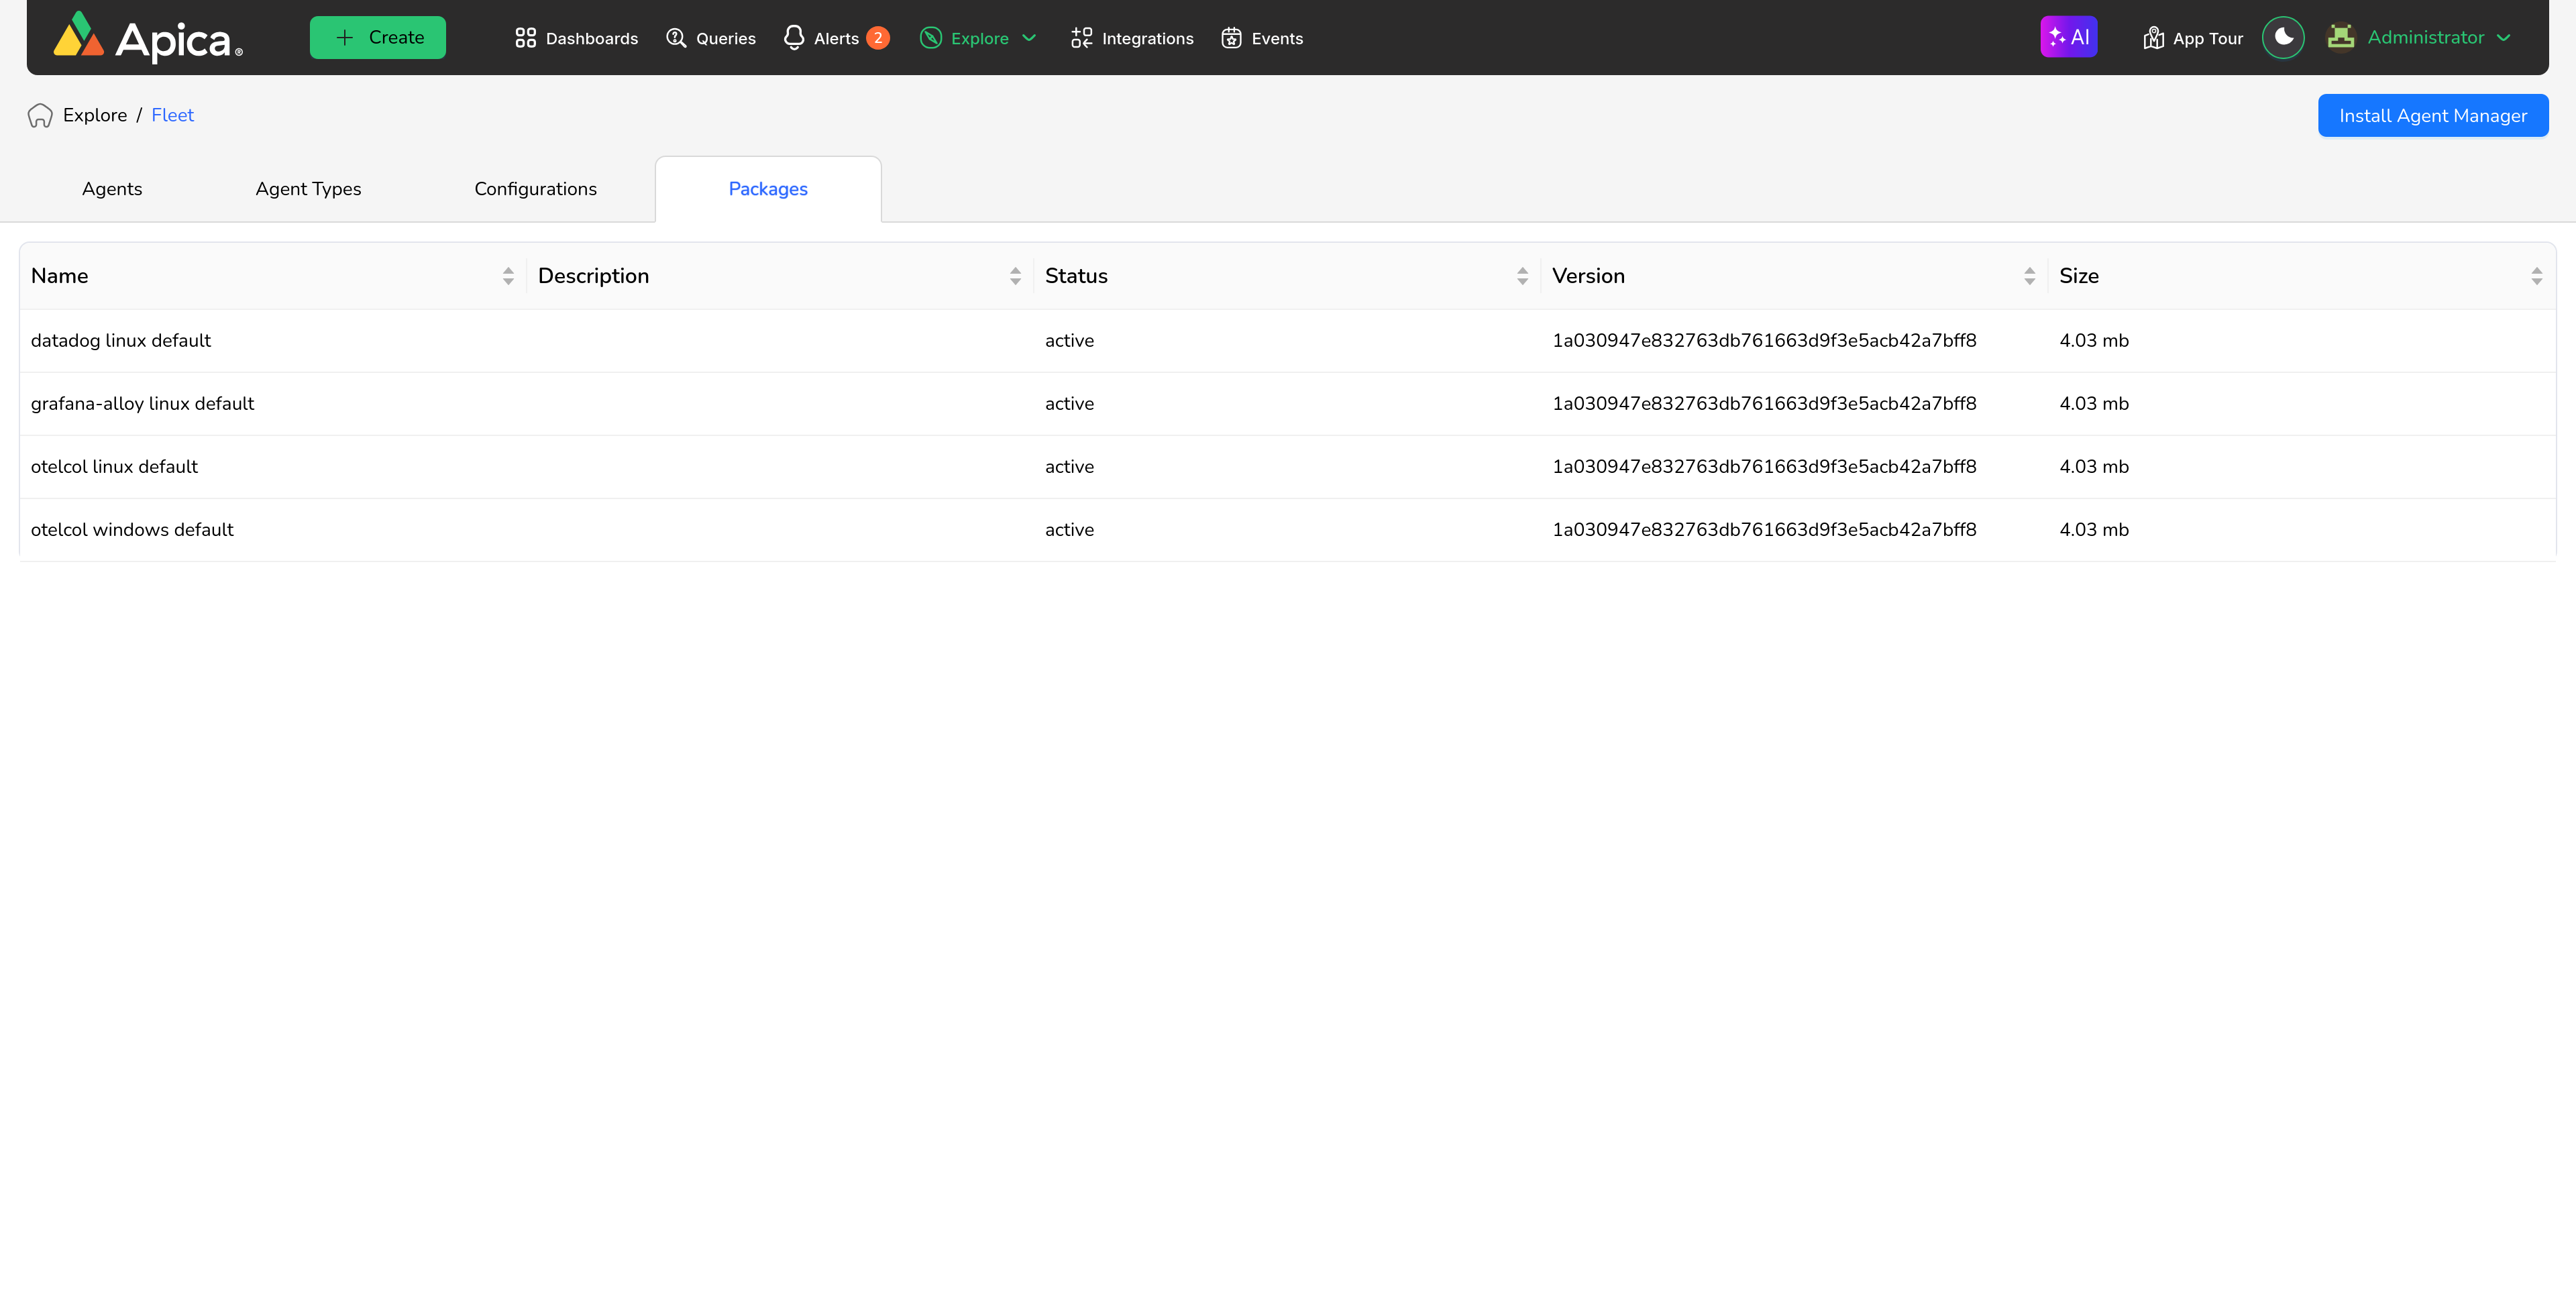 Apica®
Create
Dashboards
Queries
Alerts 2
Explore
Integrations
Events
AI
App Tour
Administrator
Explore / Fleet
Install Agent Manager
Agents
Agent Types
Configurations
Packages
Name Description Status Version Size
datadog linux default active 1a030947e832763db761663d9f3e5acb42a7bff8 4.03 mb
grafana-alloy linux default active 1a030947e832763db761663d9f3e5acb42a7bff8 4.03 mb
otelcol linux default active 1a030947e832763db761663d9f3e5acb42a7bff8 4.03 mb
otelcol windows default active 1a030947e832763db761663d9f3e5acb42a7bff8 4.03 mb